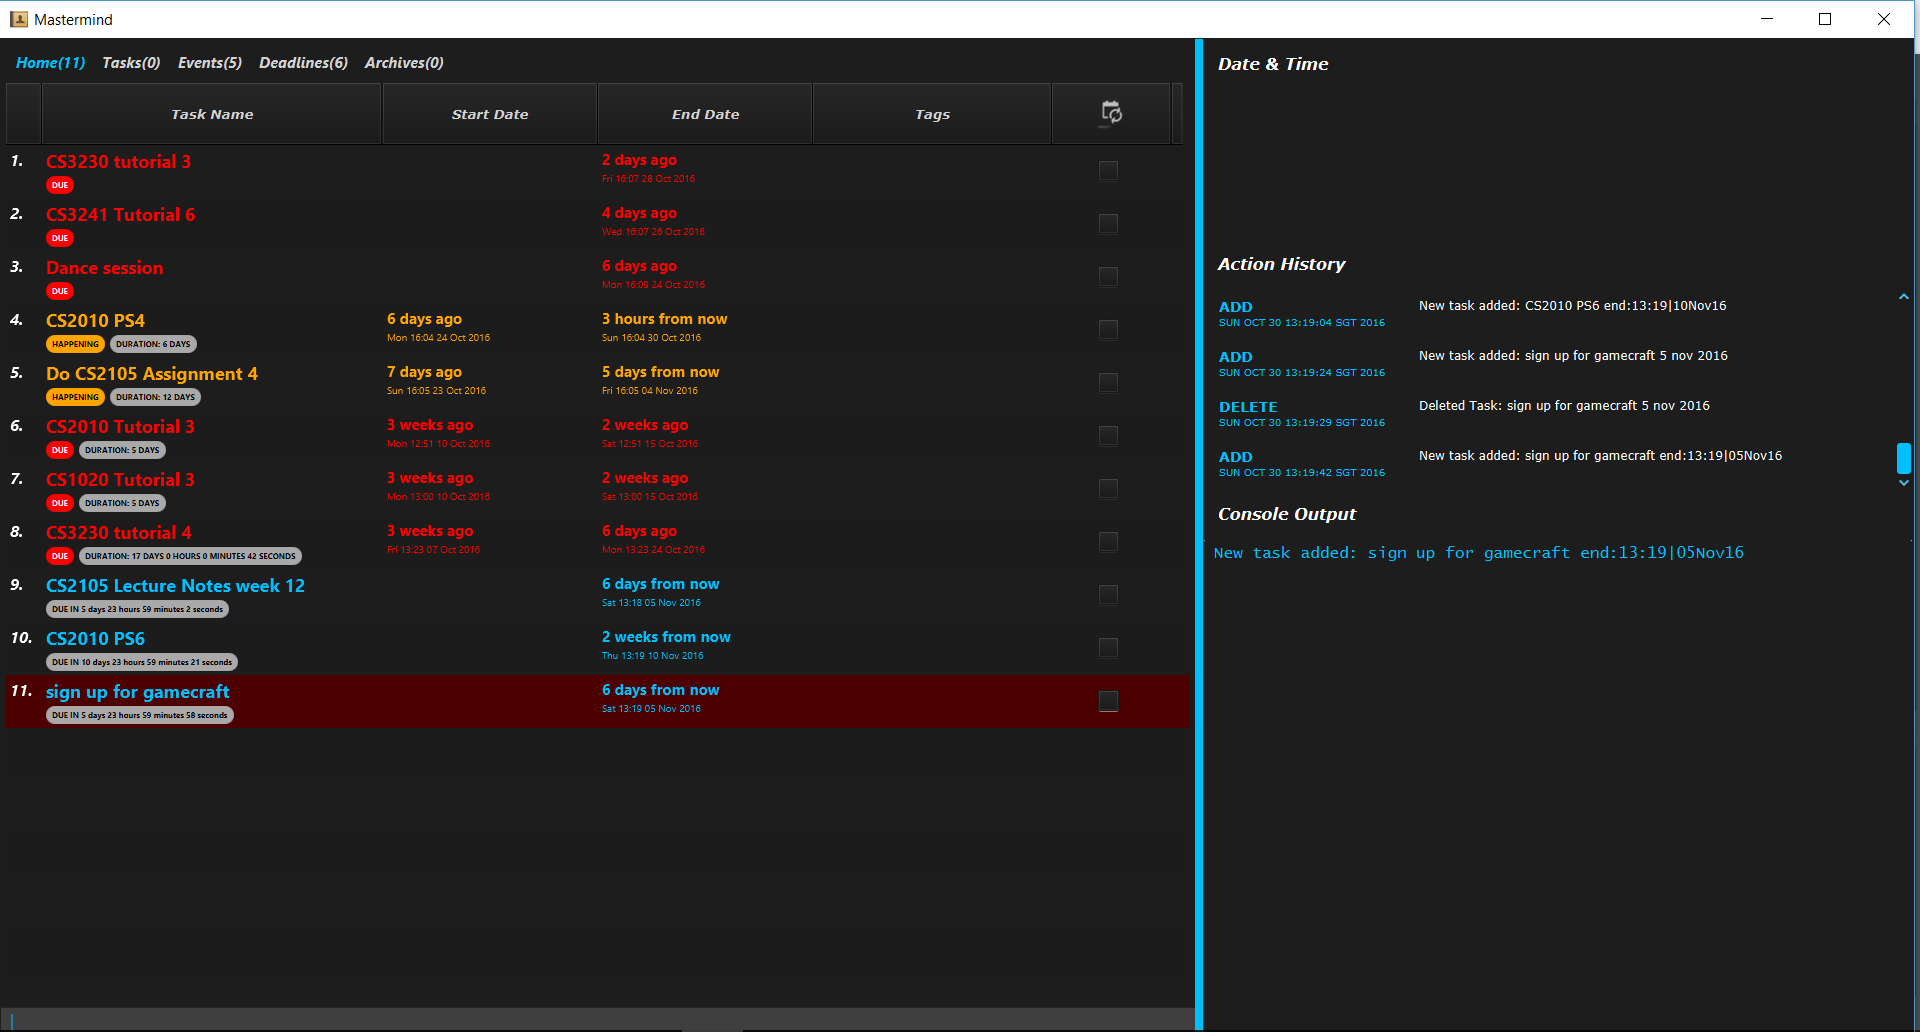 Mastermind
Home(11) Tasks(0) Events(5) Deadlines(6) Archives(0)
Task Name Start Date End Date Tags
1. CS3230 tutorial 3 2 days ago
DUE Fri 16:07 28 Oct 2016
2. CS3241 Tutorial 6 4 days ago
DUE Wed 16:07 26 Oct 2016
3. Dance session 6 days ago
DUE Mon 16:09 24 Oct 2016
4. CS2010 PS4 6 days ago 3 hours from now
HAPPENING DURATION: 6 DAYS Mon 16:04 24 Oct 2016 Sun 16:04 30 Oct 2016
5. Do CS2105 Assignment 4 7 days ago 5 days from now
HAPPENING DURATION: 12 DAYS Sun 16:05 23 Oct 2016 Fri 16:05 04 Nov 2016
6. CS2010 Tutorial 3 3 weeks ago 2 weeks ago
DUE DURATION: 5 DAYS Mon 12:51 10 Oct 2016 Sat 12:51 15 Oct 2016
7. CS1020 Tutorial 3 3 weeks ago 2 weeks ago
DUE DURATION: 5 DAYS Mon 13:00 10 Oct 2016 Sat 13:00 15 Oct 2016
8. CS3230 tutorial 4 3 weeks ago 6 days ago
DUE DURATION: 17 DAYS 0 HOURS 0 MINUTES 42 SECONDS Fri 13:23 07 Oct 2016 Mon 13:23 24 Oct 2016
9. CS2105 Lecture Notes week 12 6 days from now
DUE IN 5 days 23 hours 59 minutes 2 seconds Sat 13:18 05 Nov 2016
10. CS2010 PS6 2 weeks from now
DUE IN 10 days 23 hours 59 minutes 21 seconds Thu 13:19 10 Nov 2016
11. sign up for gamecraft 6 days from now
DUE IN 5 days 23 hours 59 minutes 58 seconds Sat 13:19 05 Nov 2016
Date & Time
Action History
ADD New task added: CS2010 PS6 end:13:19|10Nov16
SUN OCT 30 13:19:04 SGT 2016
ADD New task added: sign up for gamecraft 5 nov 2016
SUN OCT 30 13:19:24 SGT 2016
DELETE Deleted Task: sign up for gamecraft 5 nov 2016
SUN OCT 30 13:19:29 SGT 2016
ADD New task added: sign up for gamecraft end:13:19|05Nov16
SUN OCT 30 13:19:42 SGT 2016
Console Output
New task added: sign up for gamecraft end:13:19|05Nov16